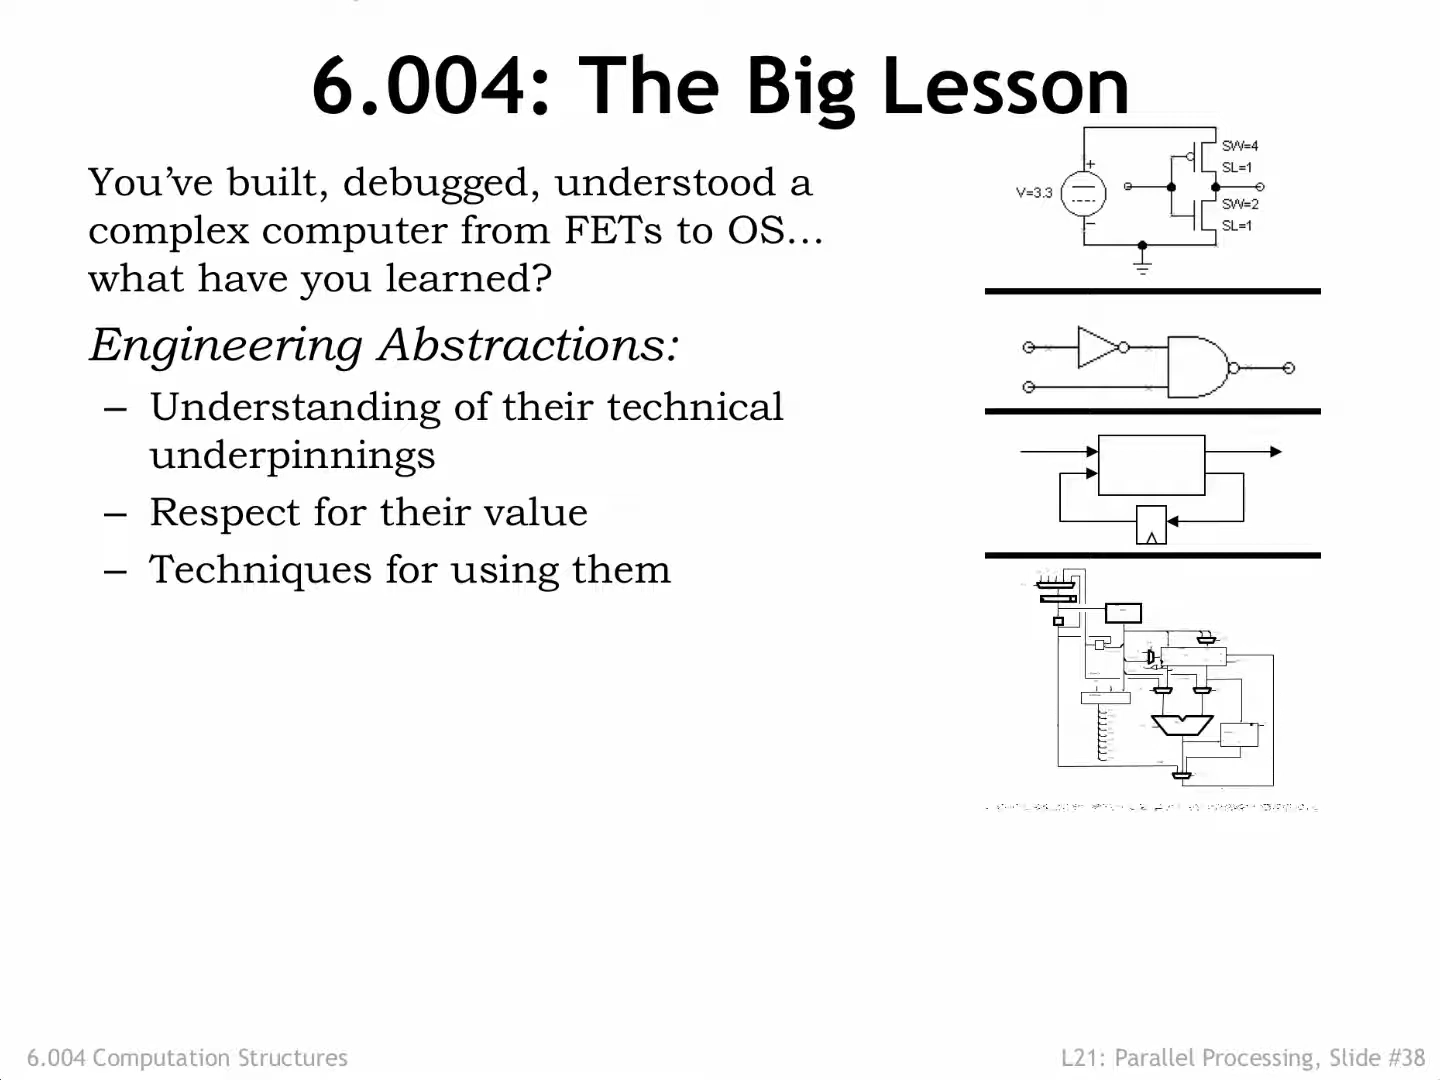 6.004: The Big Lesson
You’ve built, debugged, understood a
complex computer from FETs to OS…
what have you learned?
Engineering Abstractions:
– Understanding of their technical
underpinnings
– Respect for their value
– Techniques for using them
SW=4
SL=1
V=3.3
+
SW=2
SL=1
6.004 Computation Structures
L21: Parallel Processing, Slide #38